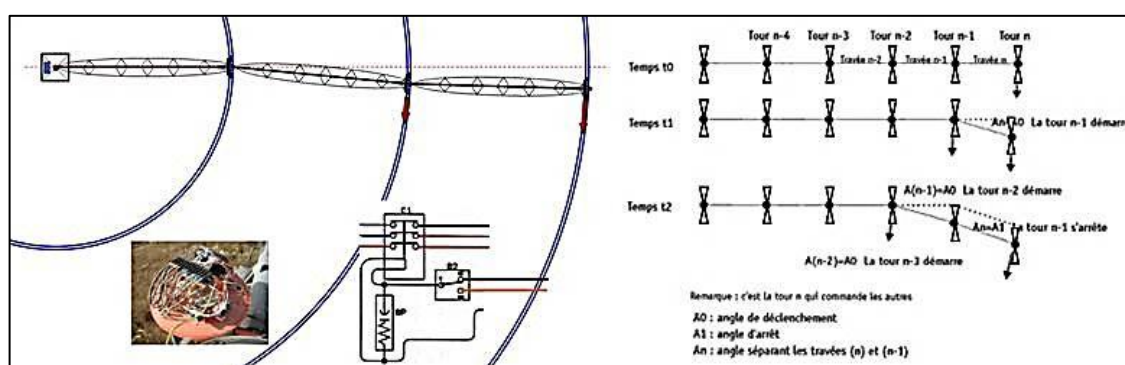 Tour n-4 Tour n-3 Tour n-2 Tour n-1 Tour n
Temps t0
Travée n-2 Travée n-1 Travée n
Temps t1
An=A0 La tour n-1 démarr
A(n-1)=A0 La tour n-2 démarre
Temps t2
An=A1 tour n-1 s'arrête
A(n-2)=A0 La tour n-3 démarre
Remarque : c'est la tour n qui commande les autres
A0 : angle de déclenchement
A1 : angle d'arrêt
An : angle séparant les travées (n) et (n-1)
C1